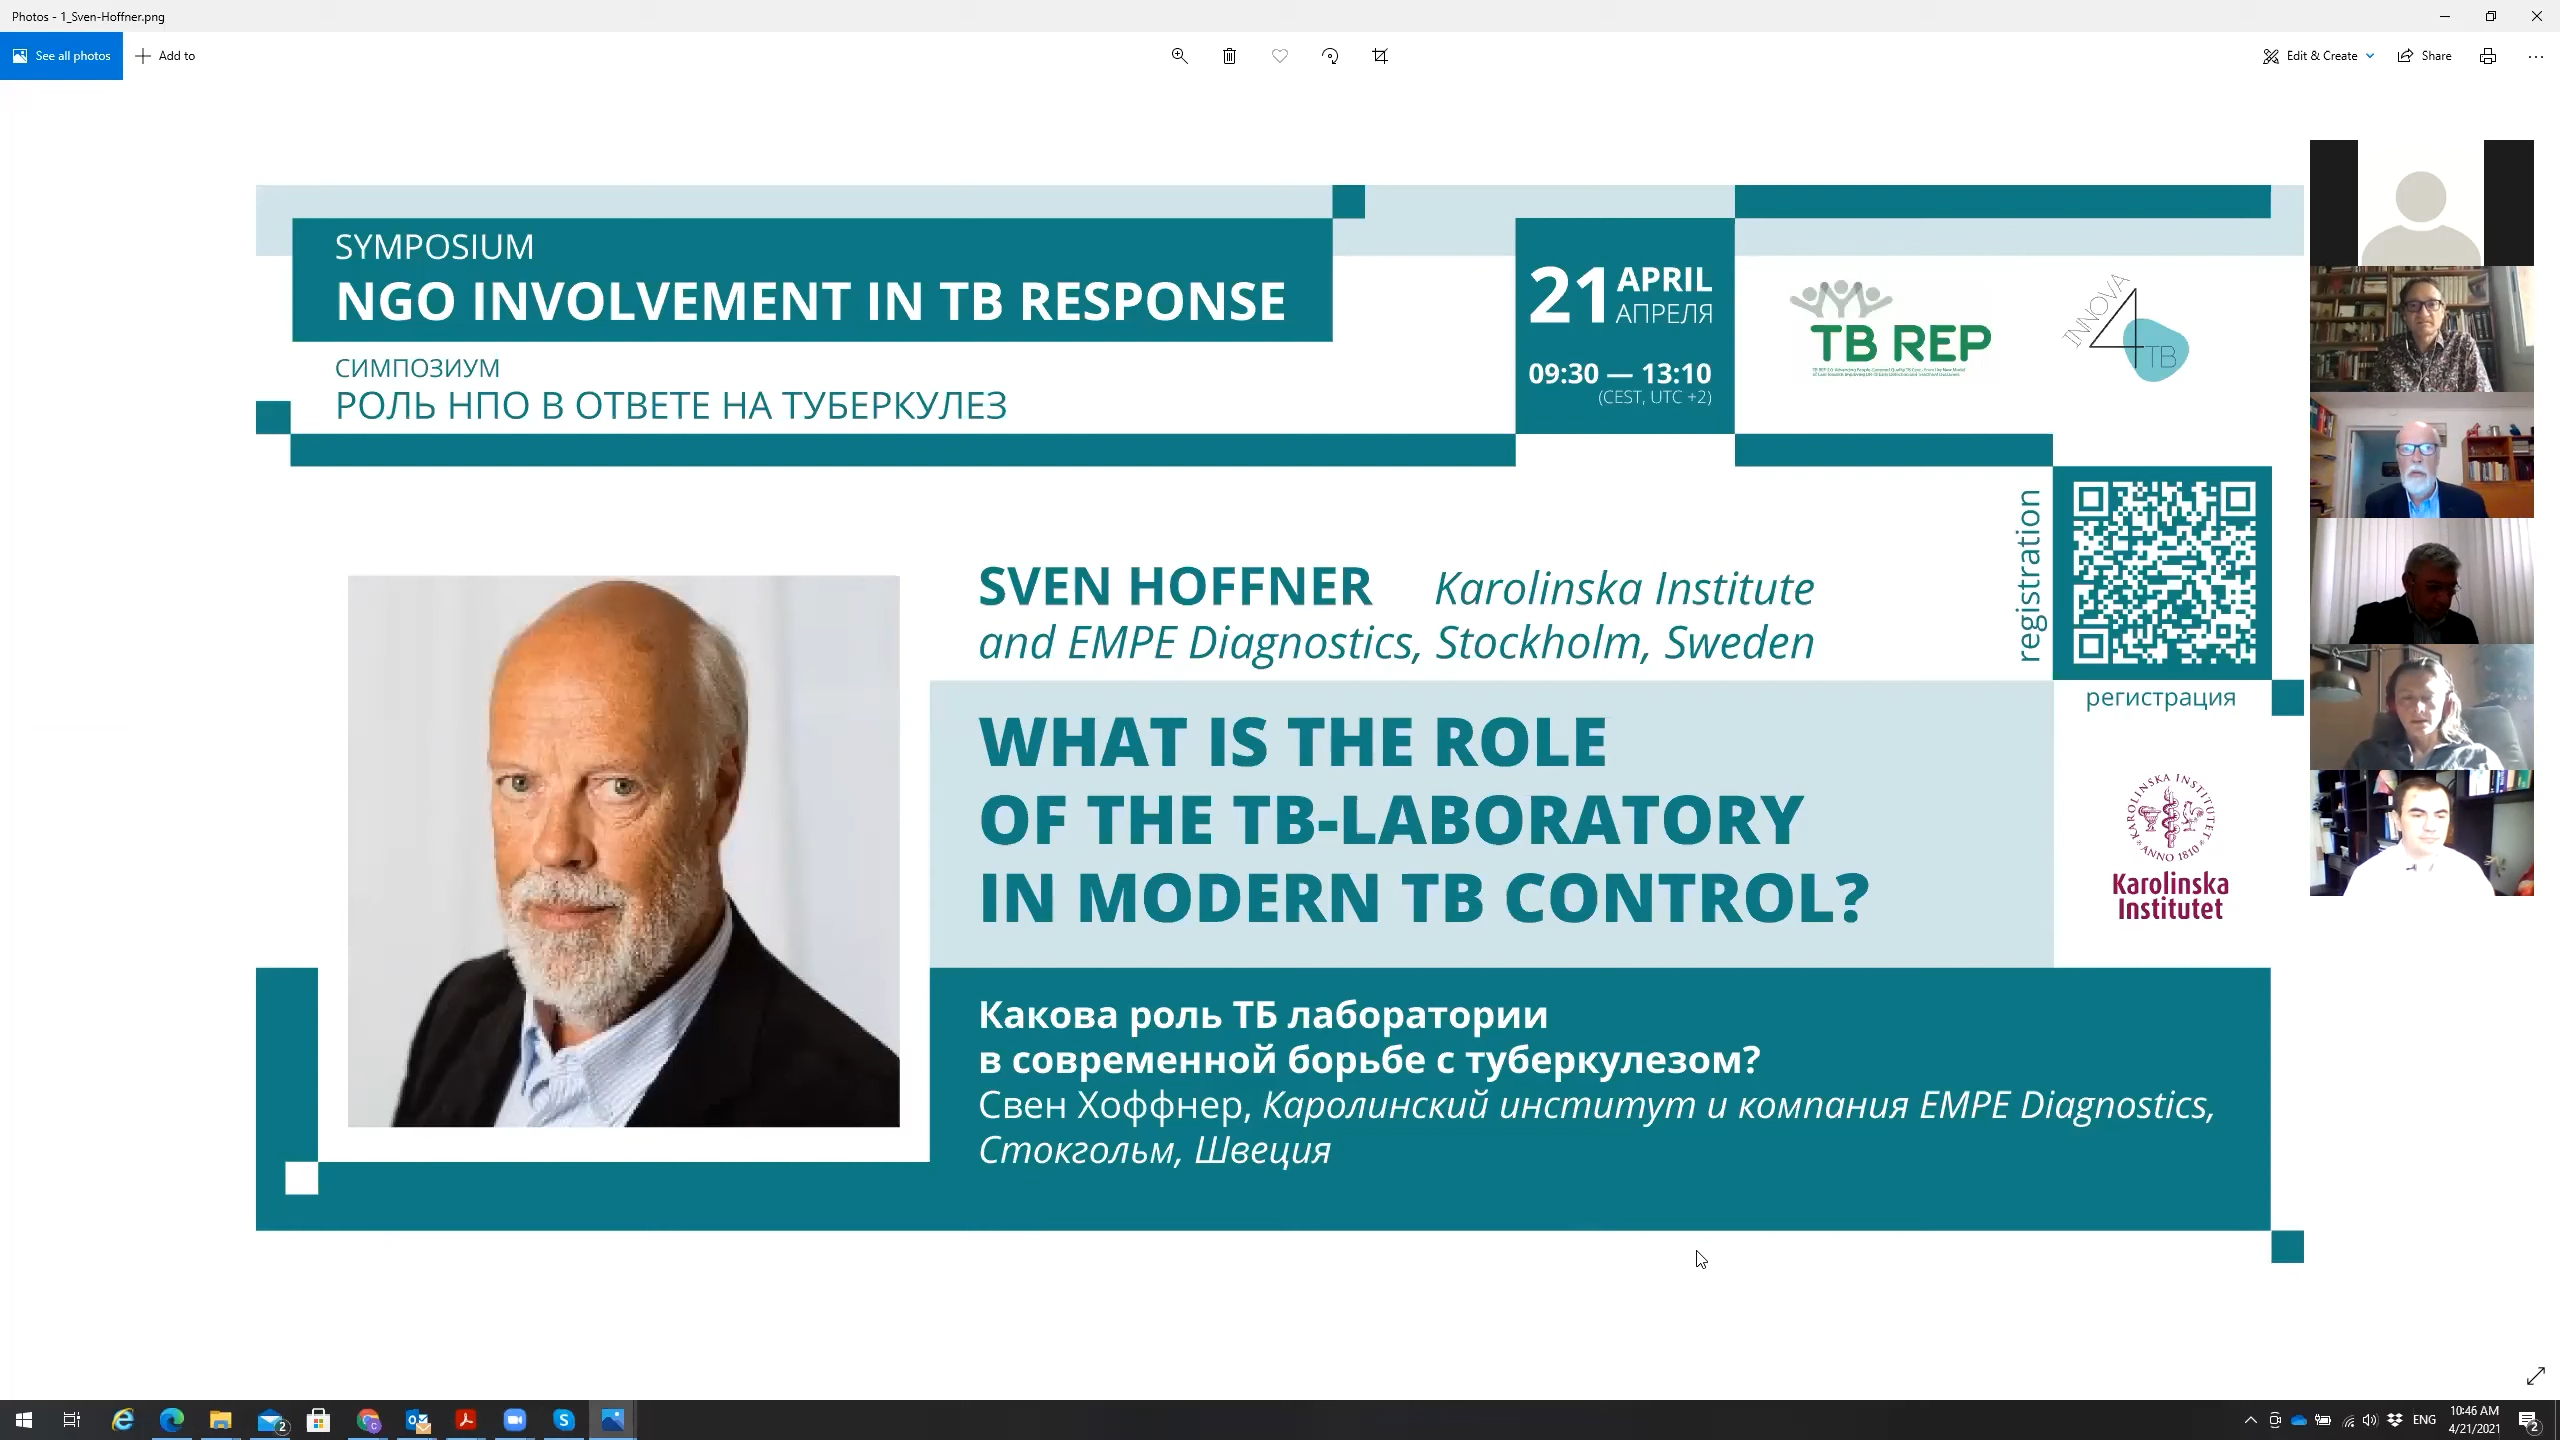 Photos - 1_Sven-Hoffner.png
See all photos
Add to
Edit & Create
Share
SYMPOSIUM
NGO INVOLVEMENT IN TB RESPONSE
СИМПОЗИУМ
РОЛЬ НПО В ОТВЕТЕ НА ТУБЕРКУЛЕЗ
21 APRIL
АПРЕЛЯ
09:30 — 13:10
(CEST, UTC +2)
TB REP
INNOVA
4
TB
registration
регистрация
SVEN HOFFNER Karolinska Institute
and EMPE Diagnostics, Stockholm, Sweden
WHAT IS THE ROLE
OF THE TB-LABORATORY
IN MODERN TB CONTROL?
KAROLINSKA INSTITUTET
ANNO 1810
Karolinska
Institutet
Какова роль ТБ лаборатории
в современной борьбе с туберкулезом?
Свен Хоффнер, Каролинский институт и компания EMPE Diagnostics,
Стокгольм, Швеция
ENG
10:46 AM
4/21/2021